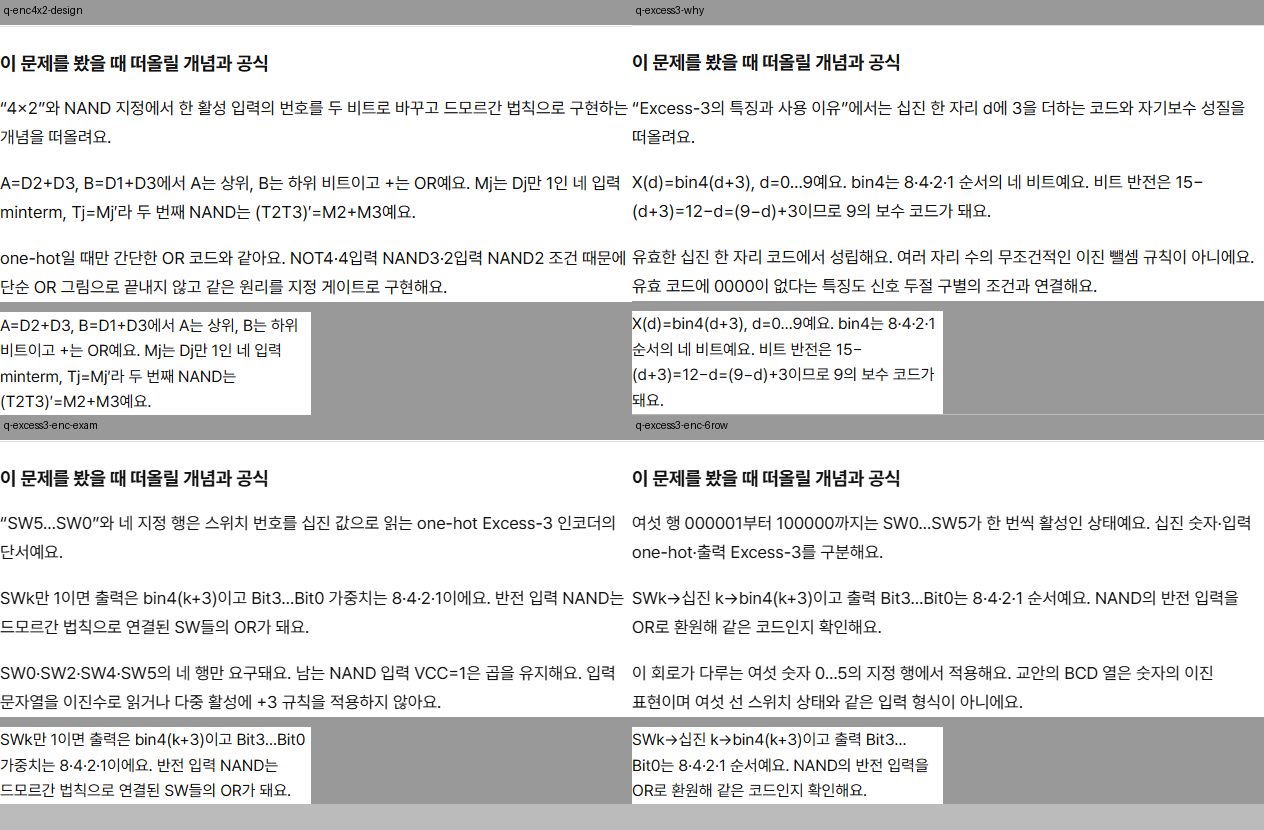 q-enc4x2-design
이 문제를 봤을 때 떠올릴 개념과 공식
“4×2”와 NAND 지정에서 한 활성 입력의 번호를 두 비트로 바꾸고 드모르간 법칙으로 구현하는
개념을 떠올려요.
A=D2+D3, B=D1+D3에서 A는 상위, B는 하위 비트이고 +는 OR예요. Mj는 Dj만 1인 네 입력
minterm, Tj=Mj′라 두 번째 NAND는 (T2T3)′=M2+M3예요.
one-hot일 때만 간단한 OR 코드와 같아요. NOT4·4입력 NAND3·2입력 NAND2 조건 때문에
단순 OR 그림으로 끝내지 않고 같은 원리를 지정 게이트로 구현해요.
A=D2+D3, B=D1+D3에서 A는 상위, B는 하위
비트이고 +는 OR예요. Mj는 Dj만 1인 네 입력
minterm, Tj=Mj′라 두 번째 NAND는
(T2T3)′=M2+M3예요.
q-excess3-why
이 문제를 봤을 때 떠올릴 개념과 공식
“Excess-3의 특징과 사용 이유”에서는 십진 한 자리 d에 3을 더하는 코드와 자기보수 성질을
떠올려요.
X(d)=bin4(d+3), d=0…9예요. bin4는 8·4·2·1 순서의 네 비트예요. 비트 반전은 15−
(d+3)=12−d=(9−d)+3이므로 9의 보수 코드가 돼요.
유효한 십진 한 자리 코드에서 성립해요. 여러 자리 수의 무조건적인 이진 뺄셈 규칙이 아니에요.
유효 코드에 0000이 없다는 특징도 신호 두절 구별의 조건과 연결해요.
X(d)=bin4(d+3), d=0…9예요. bin4는 8·4·2·1
순서의 네 비트예요. 비트 반전은 15−
(d+3)=12−d=(9−d)+3이므로 9의 보수 코드가
돼요.
q-excess3-enc-exam
이 문제를 봤을 때 떠올릴 개념과 공식
“SW5…SW0”와 네 지정 행은 스위치 번호를 십진 값으로 읽는 one-hot Excess-3 인코더의
단서예요.
SWk만 1이면 출력은 bin4(k+3)이고 Bit3…Bit0 가중치는 8·4·2·1이에요. 반전 입력 NAND는
드모르간 법칙으로 연결된 SW들의 OR가 돼요.
SW0·SW2·SW4·SW5의 네 행만 요구돼요. 남는 NAND 입력 VCC=1은 곱을 유지해요. 입력
문자열을 이진수로 읽거나 다중 활성에 +3 규칙을 적용하지 않아요.
SWk만 1이면 출력은 bin4(k+3)이고 Bit3…Bit0
가중치는 8·4·2·1이에요. 반전 입력 NAND는
드모르간 법칙으로 연결된 SW들의 OR가 돼요.
q-excess3-enc-6row
이 문제를 봤을 때 떠올릴 개념과 공식
여섯 행 000001부터 100000까지는 SW0…SW5가 한 번씩 활성인 상태예요. 십진 숫자·입력
one-hot·출력 Excess-3를 구분해요.
SWk→십진 k→bin4(k+3)이고 출력 Bit3…Bit0는 8·4·2·1 순서예요. NAND의 반전 입력을
OR로 환원해 같은 코드인지 확인해요.
이 회로가 다루는 여섯 숫자 0…5의 지정 행에서 적용해요. 교안의 BCD 열은 숫자의 이진
표현이며 여섯 선 스위치 상태와 같은 입력 형식이 아니에요.
SWk→십진 k→bin4(k+3)이고 출력 Bit3…
Bit0는 8·4·2·1 순서예요. NAND의 반전 입력을
OR로 환원해 같은 코드인지 확인해요.